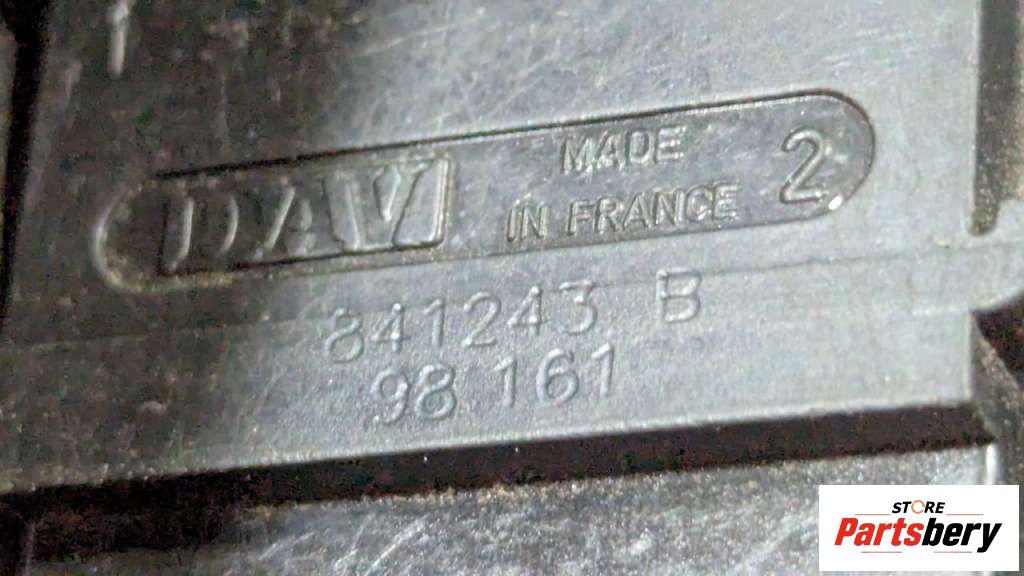 DAV MADE IN FRANCE 2
841243 B
98 161
STORE
Partsbery